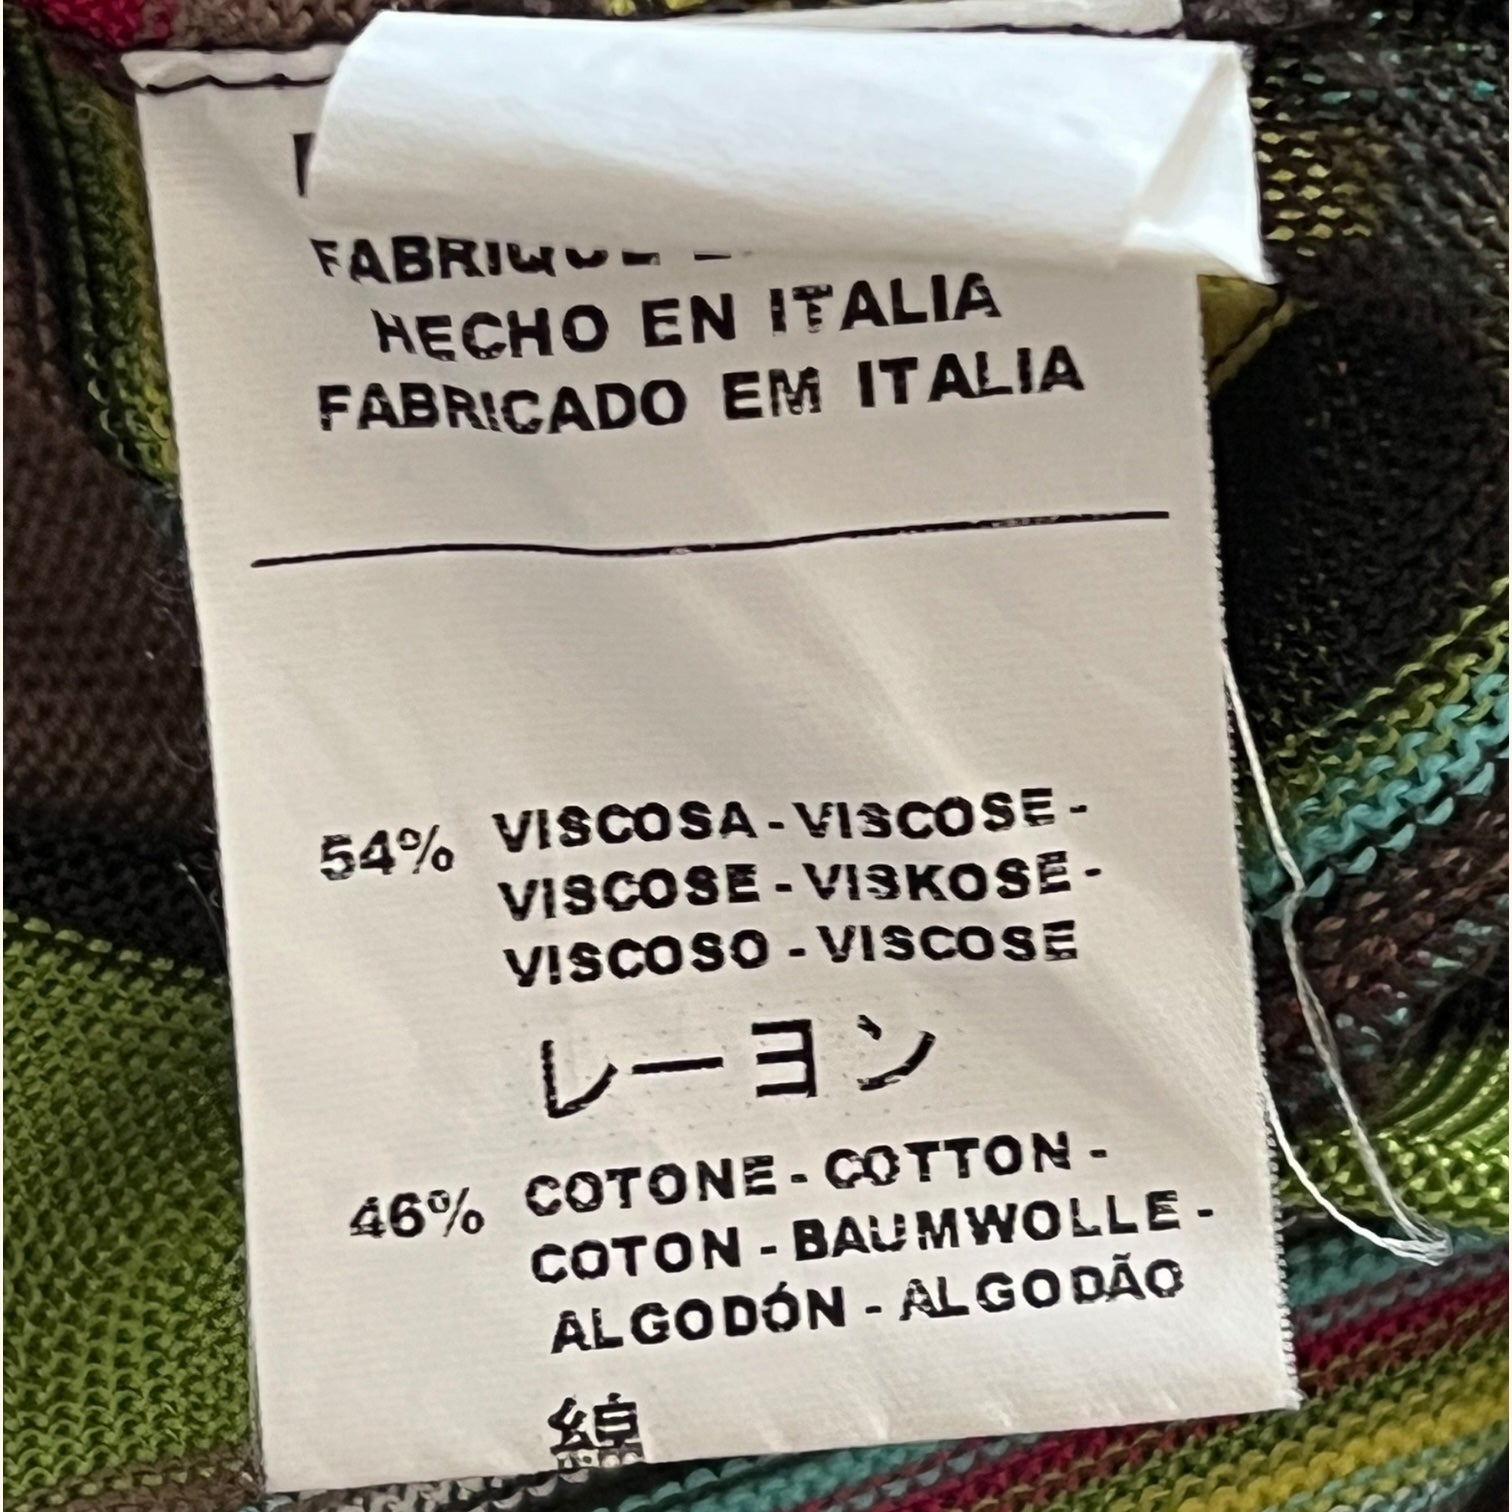 HECHO EN ITALIA
FABRICADO EM ITALIA
54% VISCOSA - VISCOSE -
VISCOSE - VISKOSE -
VISCOSO - VISCOSE
レーヨン
46% COTONE - COTTON -
COTON - BAUMWOLLE -
ALGODÓN - ALGODÃO
綿